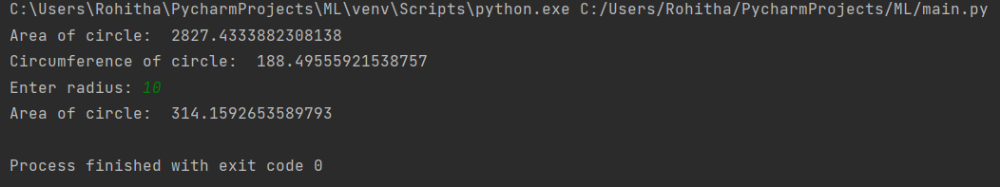 C:\Users\Rohitha\PycharmProjects\ML\venv\Scripts\python.exe C:/Users/Rohitha/PycharmProjects/ML/main.py
Area of circle:  2827.4333882308138
Circumference of circle:  188.49555921538757
Enter radius: 10
Area of circle:  314.1592653589793
Process finished with exit code 0